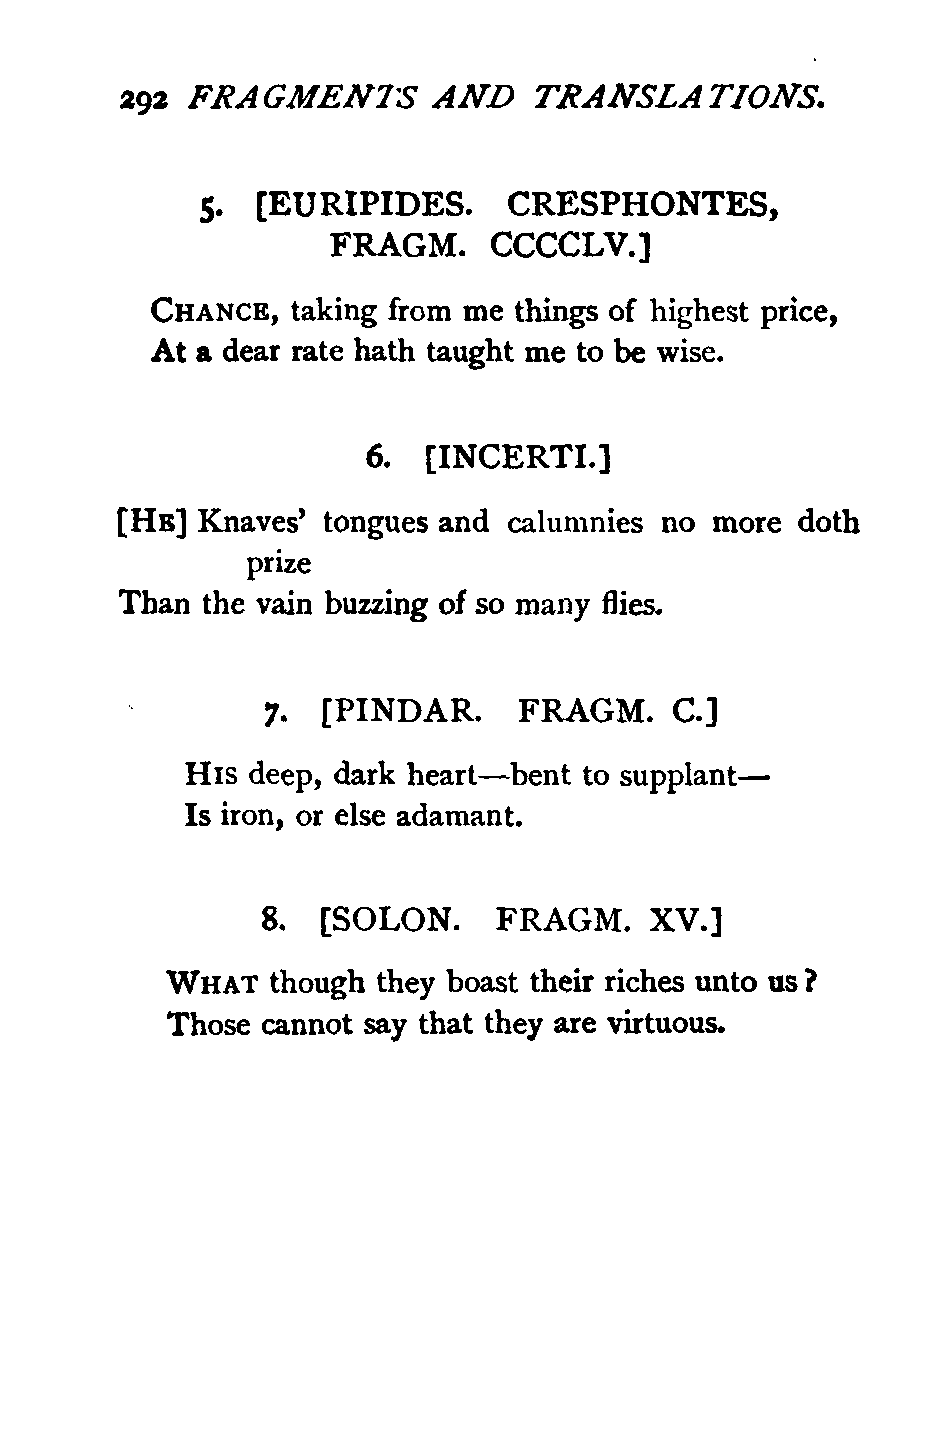 292 FRAGMENTS AND TRANSLATIONS.
5. [EURIPIDES. CRESPHONTES,
FRAGM. CCCCLV.]
CHANCE, taking from me things of highest price,
At a dear rate hath taught me to be wise.
6. [INCERTI.]
[HE] Knaves' tongues and calumnies no more doth
prize
Than the vain buzzing of so many flies.
7. [PINDAR. FRAGM. C.]
HIS deep, dark heart—bent to supplant—
Is iron, or else adamant.
8. [SOLON. FRAGM. XV.]
WHAT though they boast their riches unto us?
Those cannot say that they are virtuous.